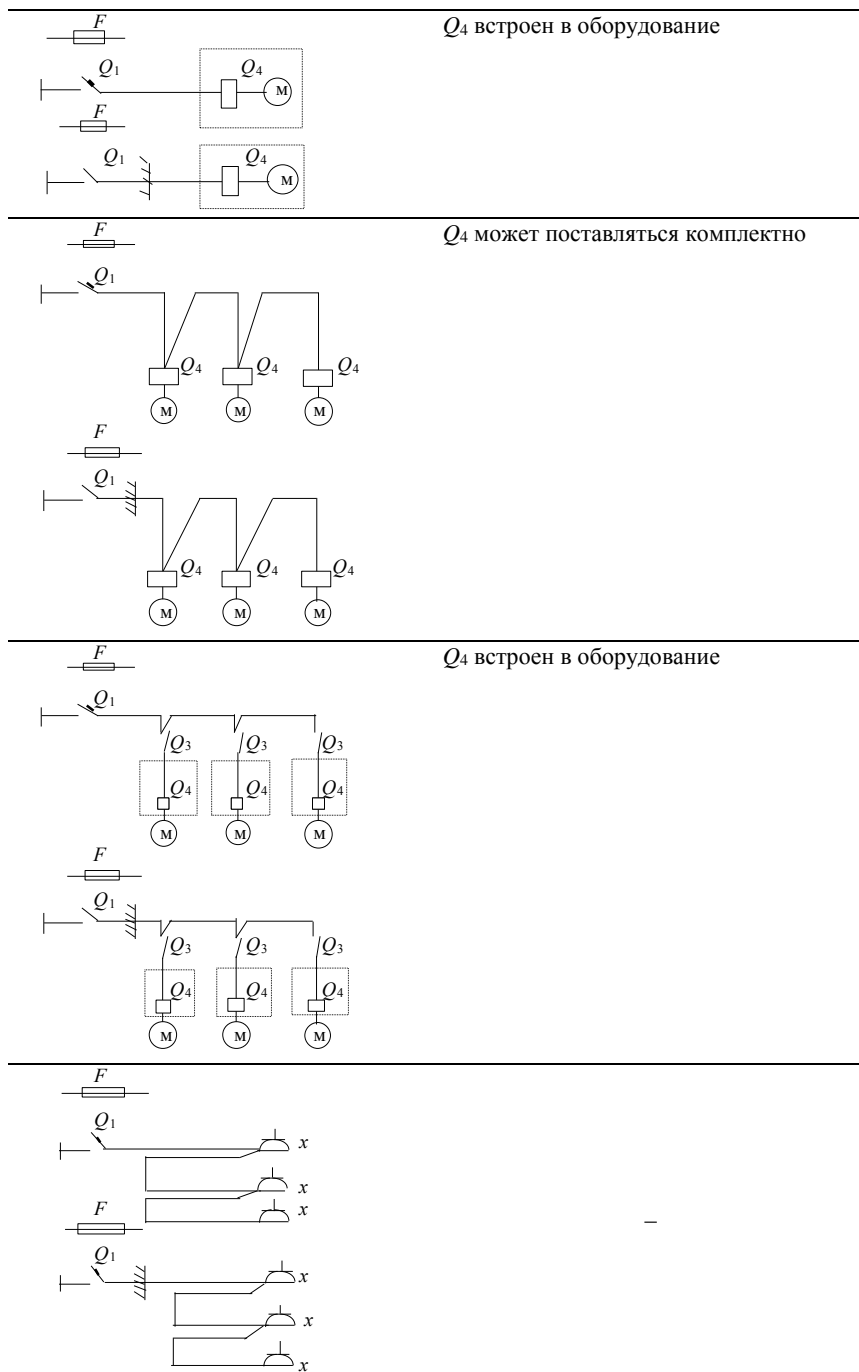 F
Q4 встроен в оборудование
Q1 Q4
М
F
Q1 Q4
М
F
Q4 может поставляться комплектно
Q1
Q4 Q4 Q4
М М М
F
Q1
Q4 Q4 Q4
М М М
F
Q4 встроен в оборудование
Q1
Q3 Q3 Q3
Q4 Q4 Q4
М М М
F
Q1
Q3 Q3 Q3
Q4 Q4 Q4
М М М
F
Q1
x
x
F x
–
Q1
x
x
x